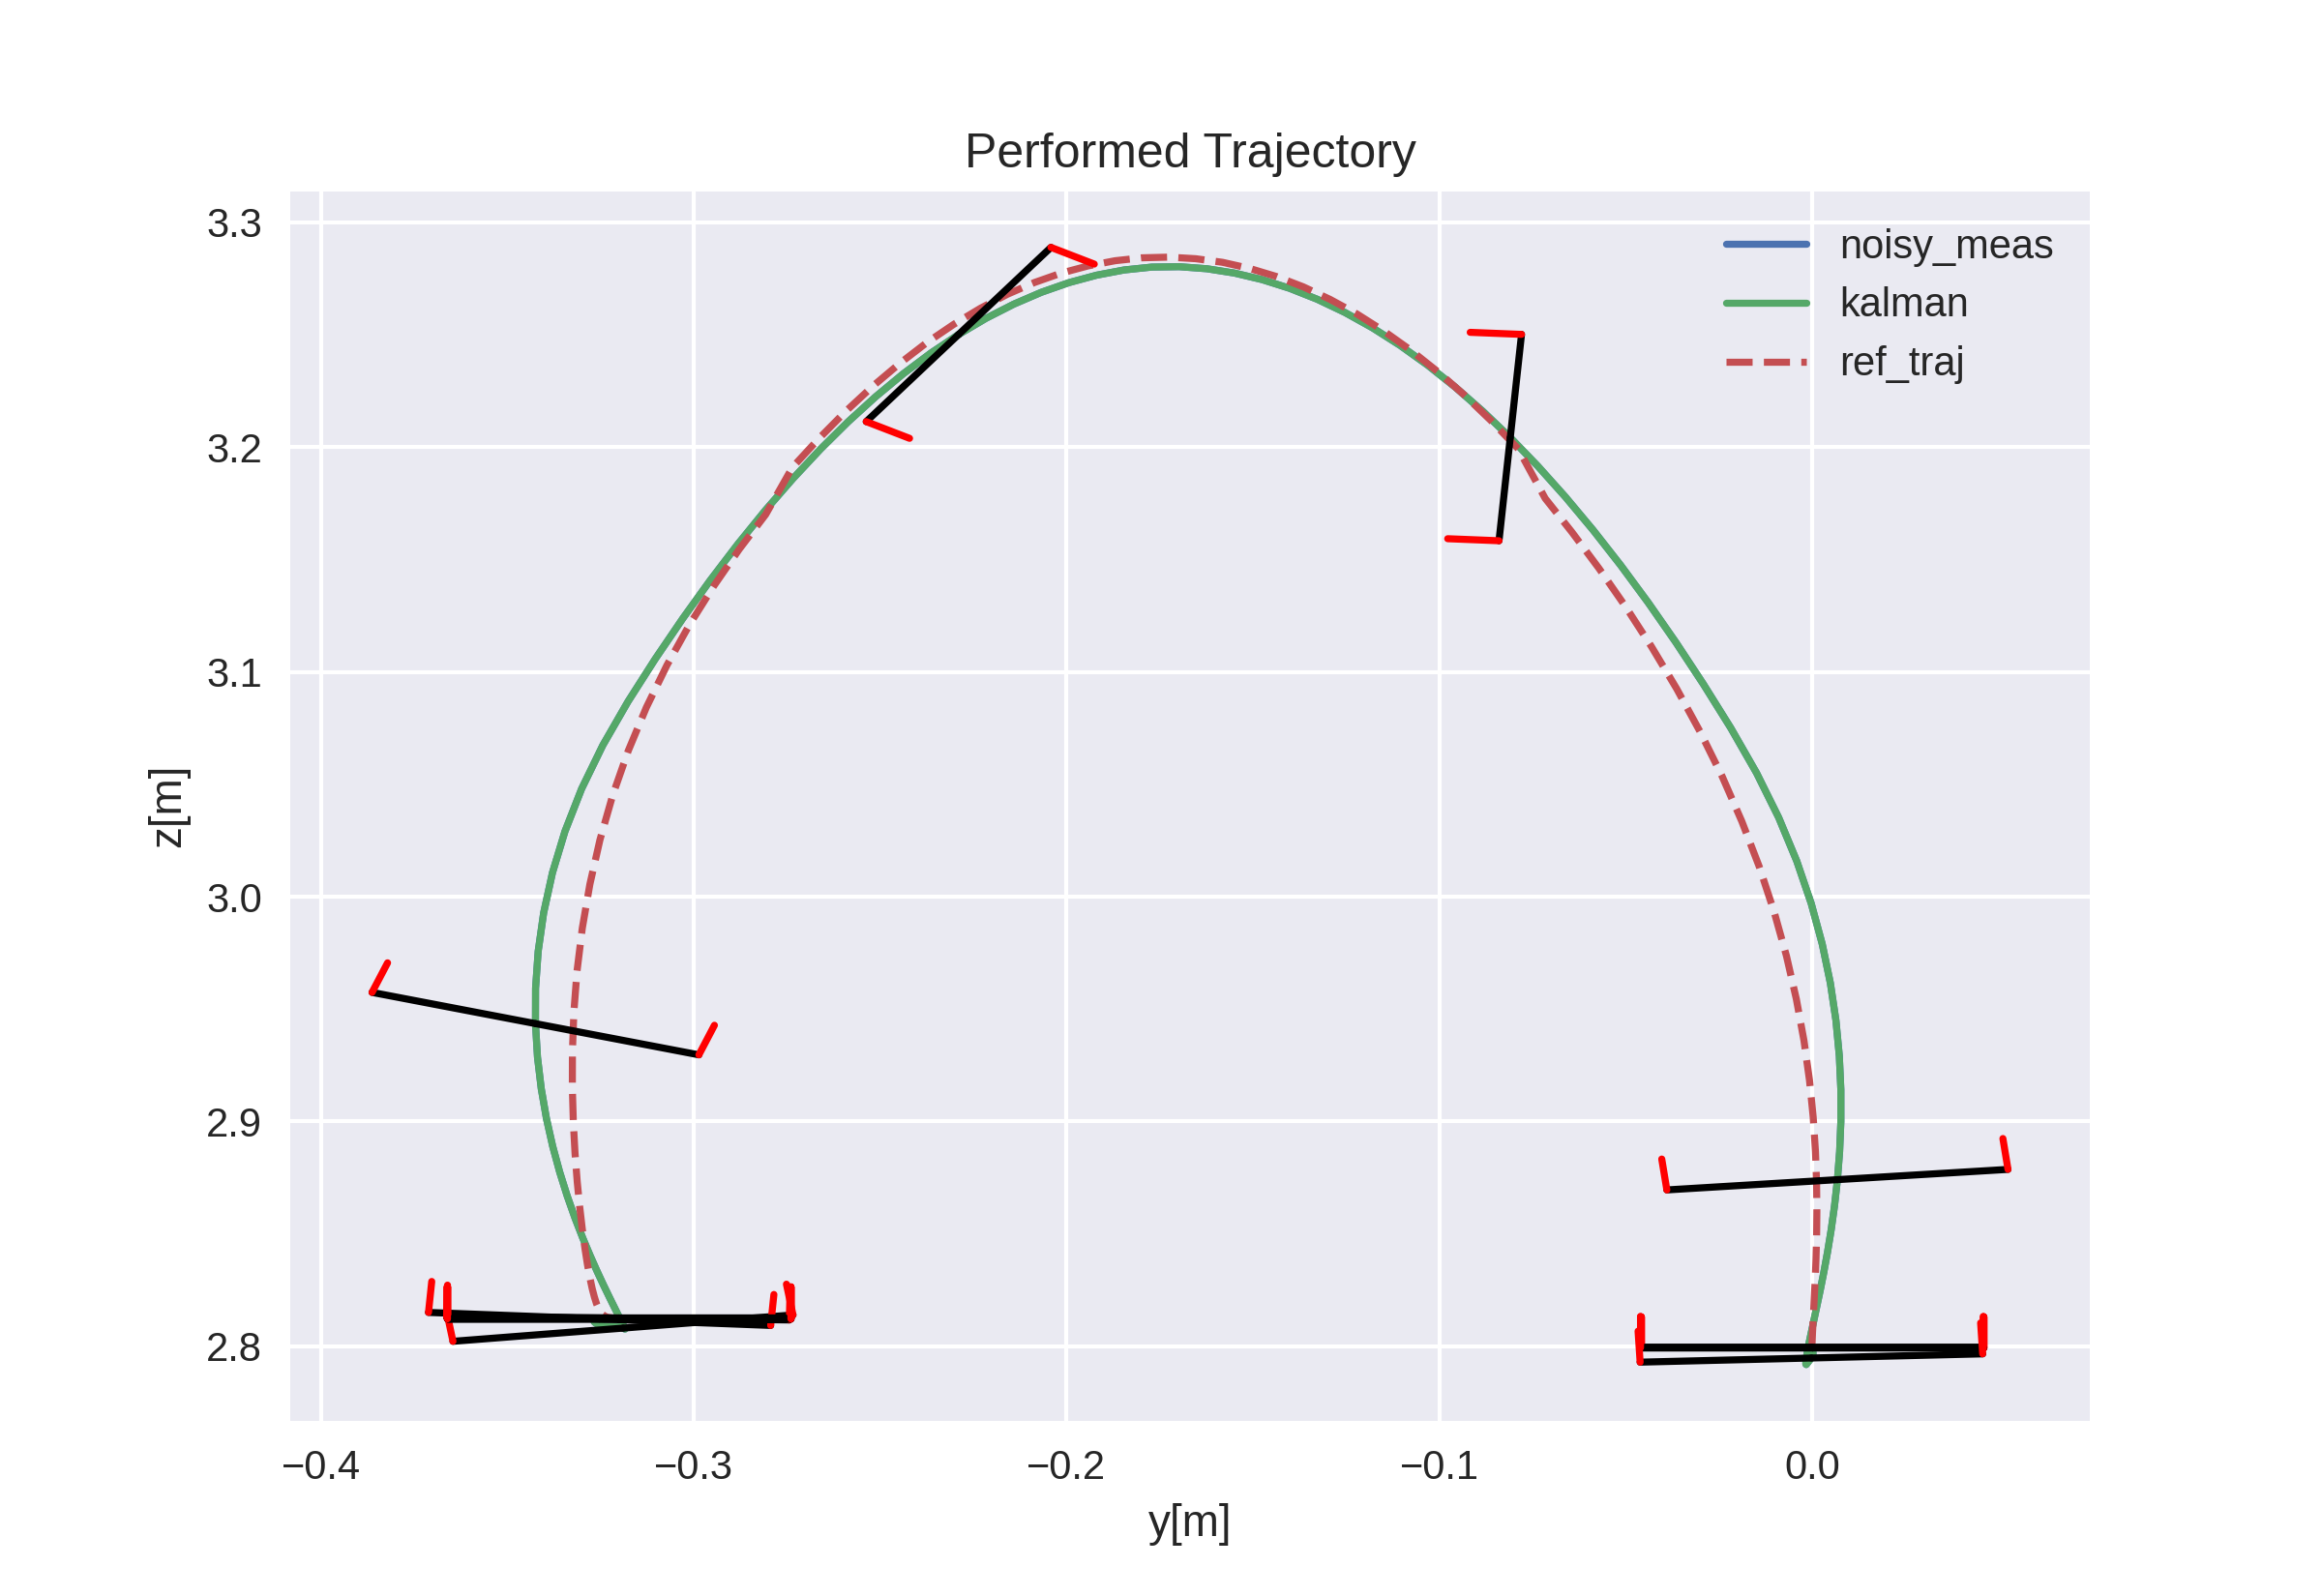 Performed Trajectory
3.3
3.2
3.1
3.0
2.9
2.8
z[m]
noisy_meas
kalman
ref_traj
−0.4 −0.3 −0.2 −0.1 0.0
y[m]